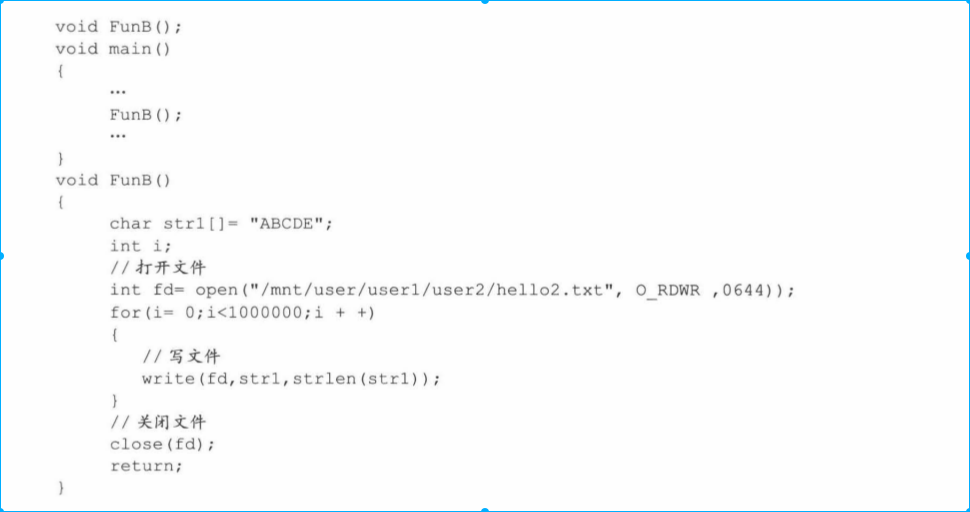 void FunB();
void main()
{
…
FunB();
…
}
void FunB()
{
char str1[]= "ABCDE";
int i;
//打开文件
int fd= open("/mnt/user/user1/user2/hello2.txt", O_RDWR ,0644));
for(i= 0;i<1000000;i + +)
{
//写文件
write(fd,str1,strlen(str1));
}
//关闭文件
close(fd);
return;
}